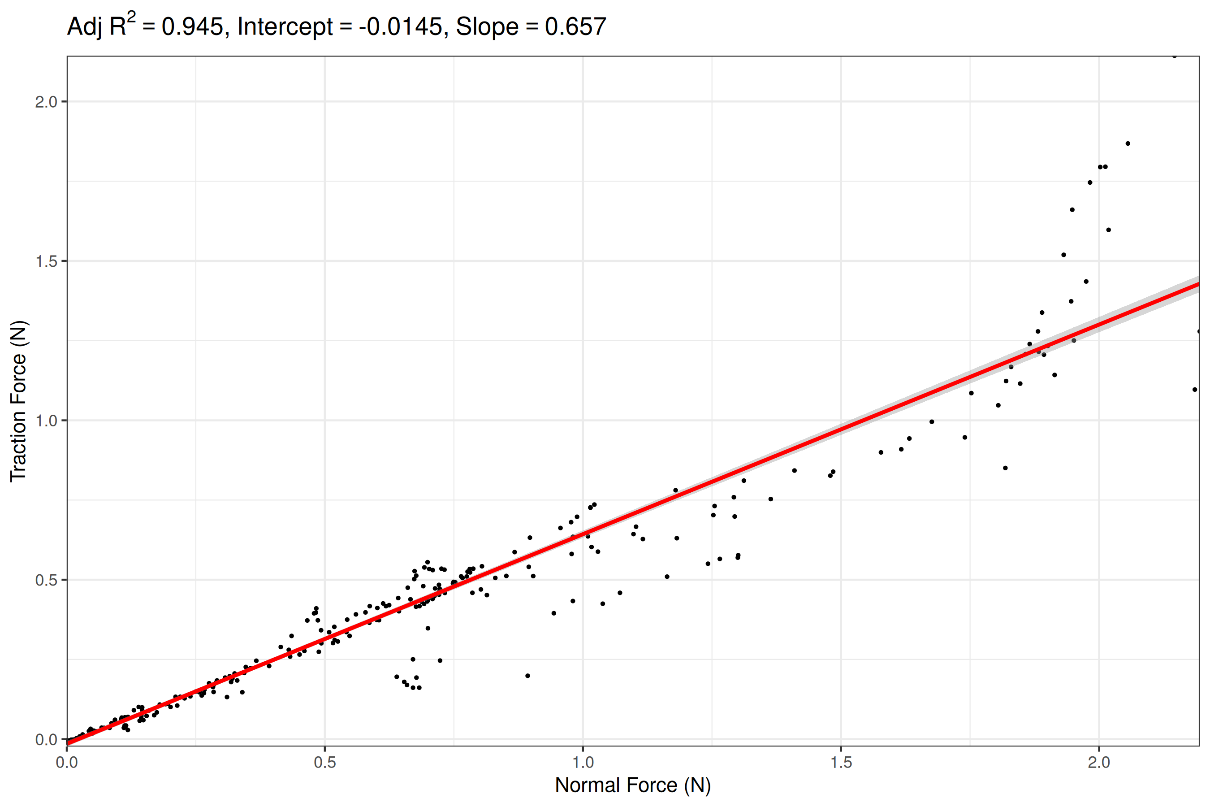 Adj R² = 0.945, Intercept = -0.0145, Slope = 0.657
2.0
1.5
1.0
0.5
0.0
Traction Force (N)
0.0 0.5 1.0 1.5 2.0
Normal Force (N)